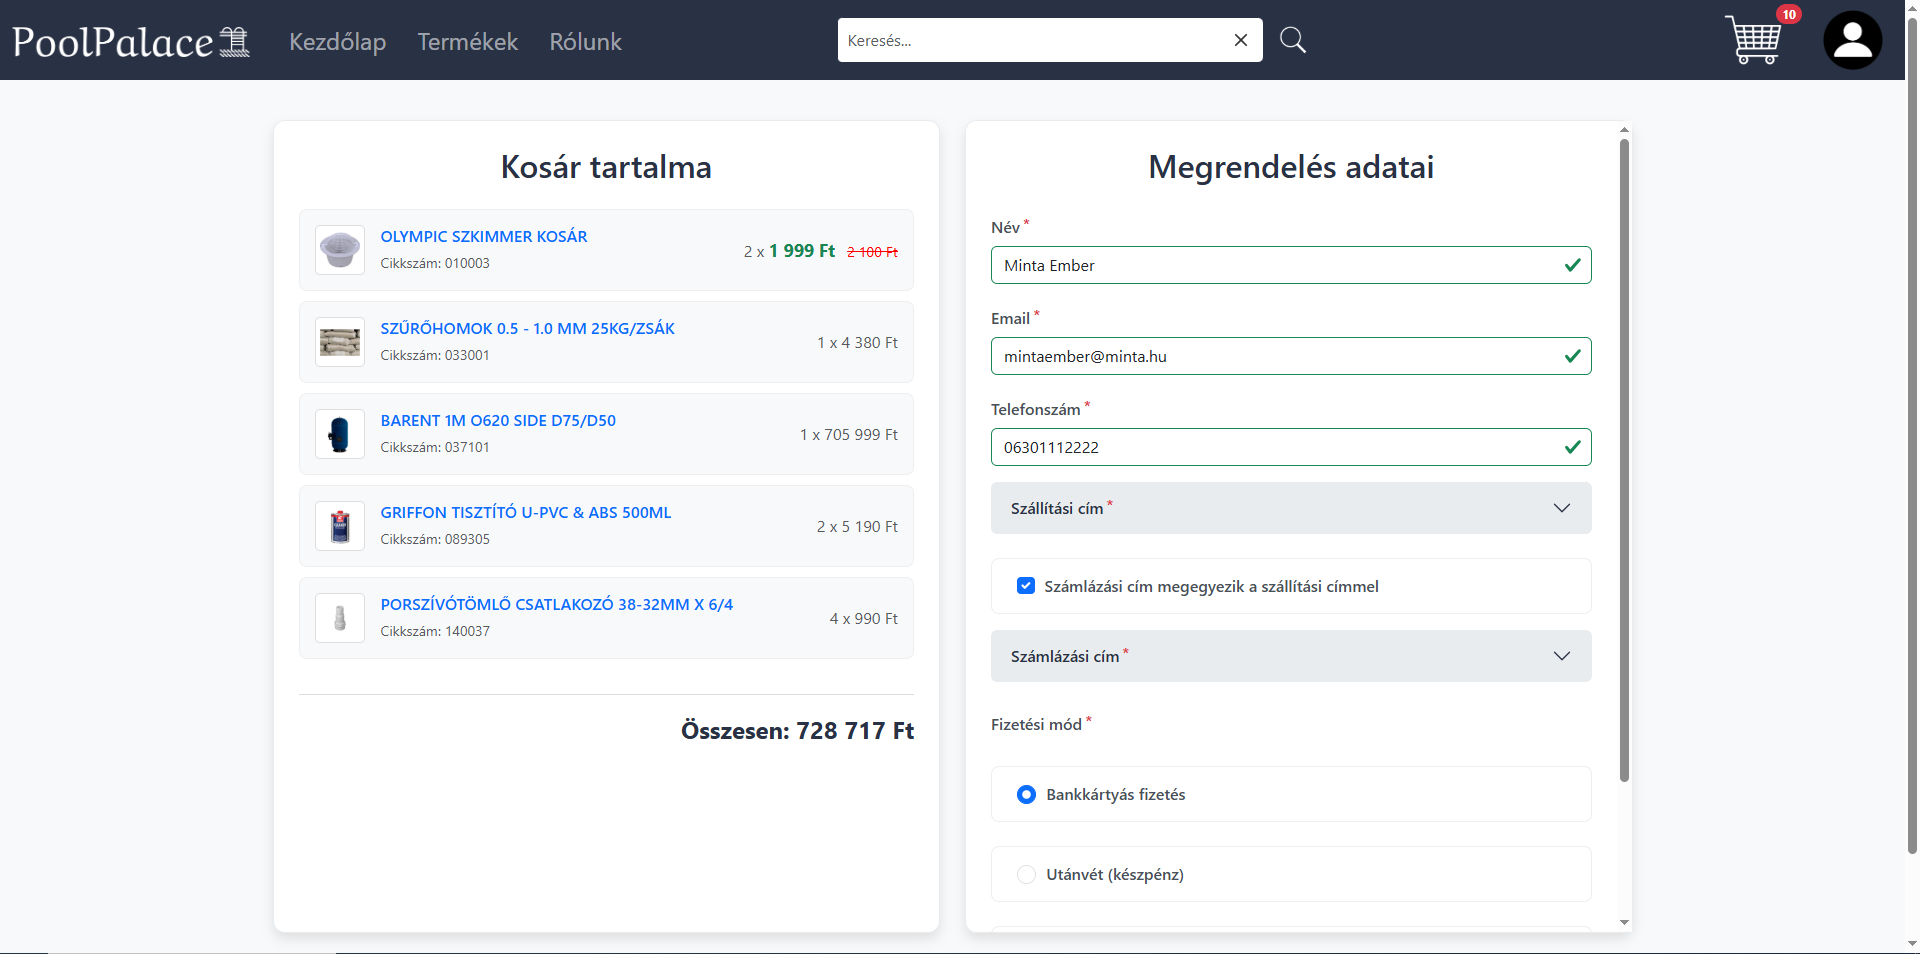 PoolPalace
Kezdőlap Termékek Rólunk
Keresés...
10
Kosár tartalma
OLYMPIC SZKIMMER KOSÁR
Cikkszám: 010003
2 x 1 999 Ft 2 100 Ft
SZŰRŐHOMOK 0.5 - 1.0 MM 25KG/ZSÁK
Cikkszám: 033001
1 x 4 380 Ft
BARENT 1M O620 SIDE D75/D50
Cikkszám: 037101
1 x 705 999 Ft
GRIFFON TISZTÍTÓ U-PVC & ABS 500ML
Cikkszám: 089305
2 x 5 190 Ft
PORSZÍVÓTÖMLŐ CSATLAKOZÓ 38-32MM X 6/4
Cikkszám: 140037
4 x 990 Ft
Összesen: 728 717 Ft
Megrendelés adatai
Név *
Minta Ember
Email *
mintaember@minta.hu
Telefonszám *
06301112222
Szállítási cím *
Számlázási cím megegyezik a szállítási címmel
Számlázási cím *
Fizetési mód *
Bankkártyás fizetés
Utánvét (készpénz)